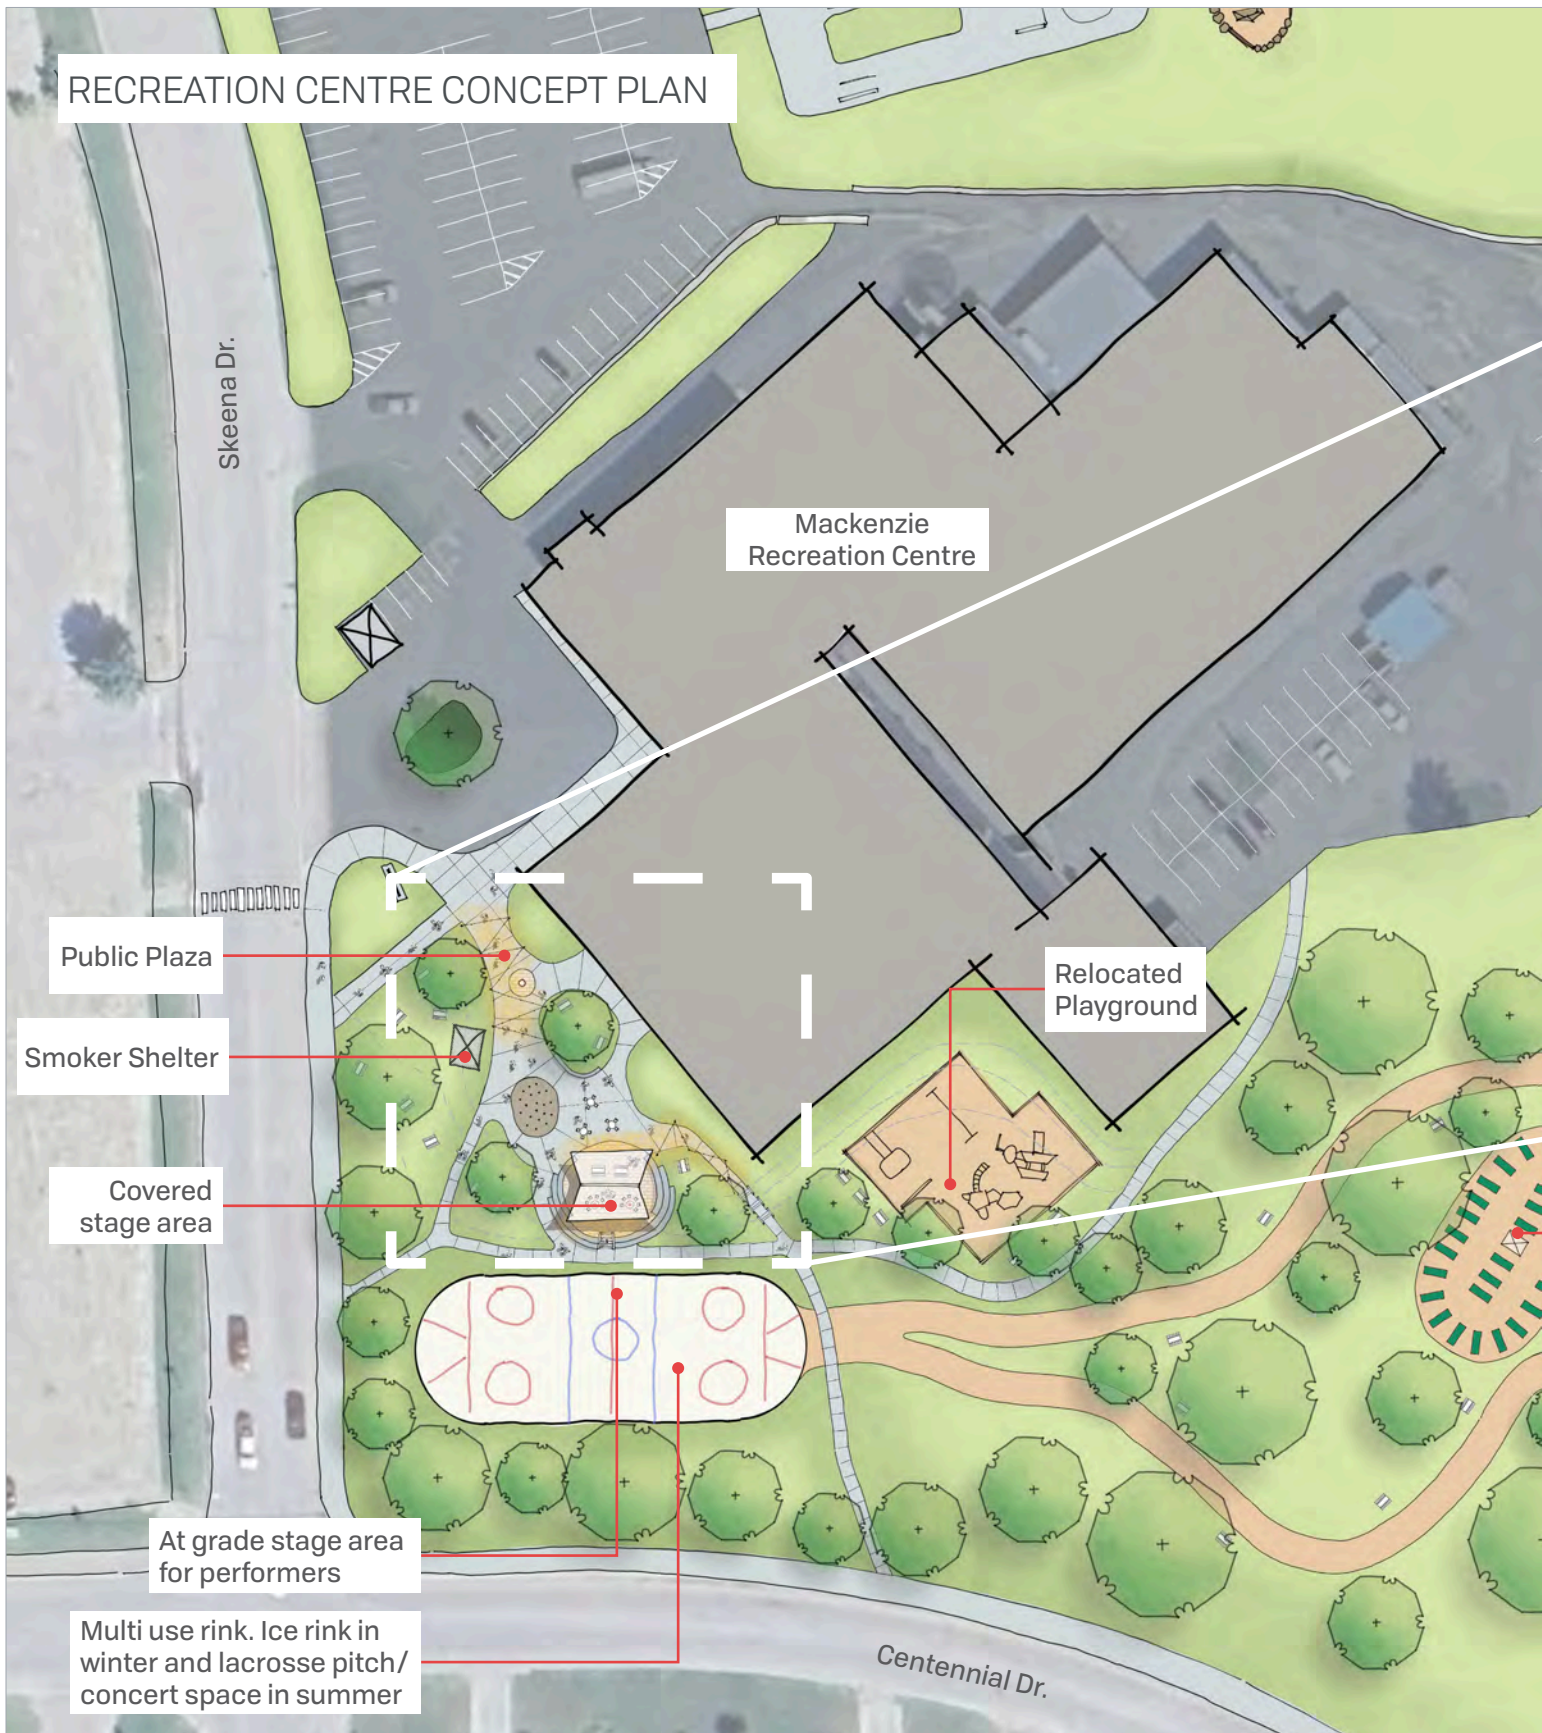 RECREATION CENTRE CONCEPT PLAN
Skeena Dr.
Mackenzie
Recreation Centre
Public Plaza
Relocated
Playground
Smoker Shelter
Covered
stage area
At grade stage area
for performers
Multi use rink. Ice rink in
winter and lacrosse pitch/
concert space in summer
Centennial Dr.